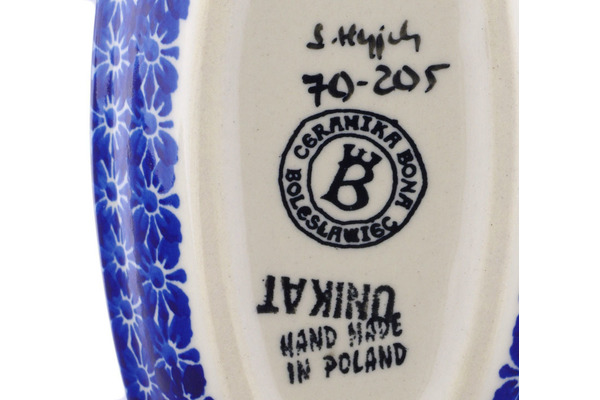 70-205
CERAMIKA BONA
B
BOLESŁAWIEC
UNIKAT
HAND MADE
IN POLAND